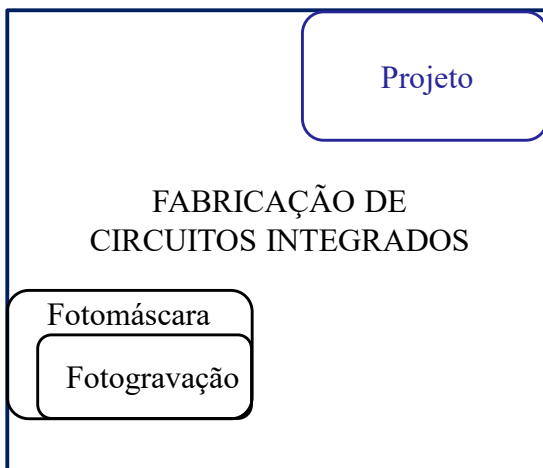 Projeto
FABRICAÇÃO DE
CIRCUITOS INTEGRADOS
Fotomáscara
Fotogravação